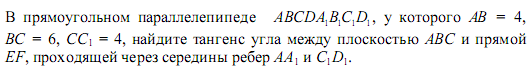 В прямоугольном параллелепипеде ABCDA₁B₁C₁D₁, у которого AB = 4,
BC = 6, CC₁ = 4, найдите тангенс угла между плоскостью ABC и прямой
EF, проходящей через середины ребер AA₁ и C₁D₁.